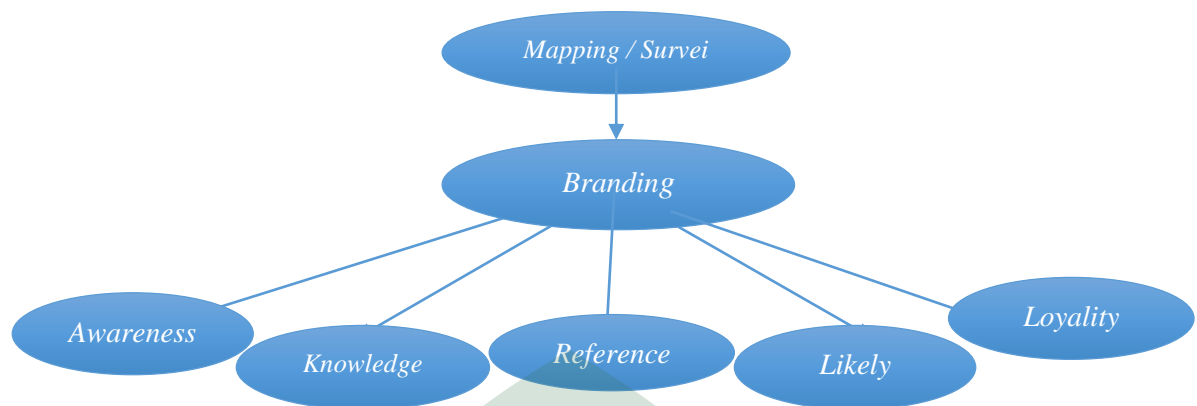 Mapping / Survei
Branding
Awareness
Knowledge
Reference
Likely
Loyality